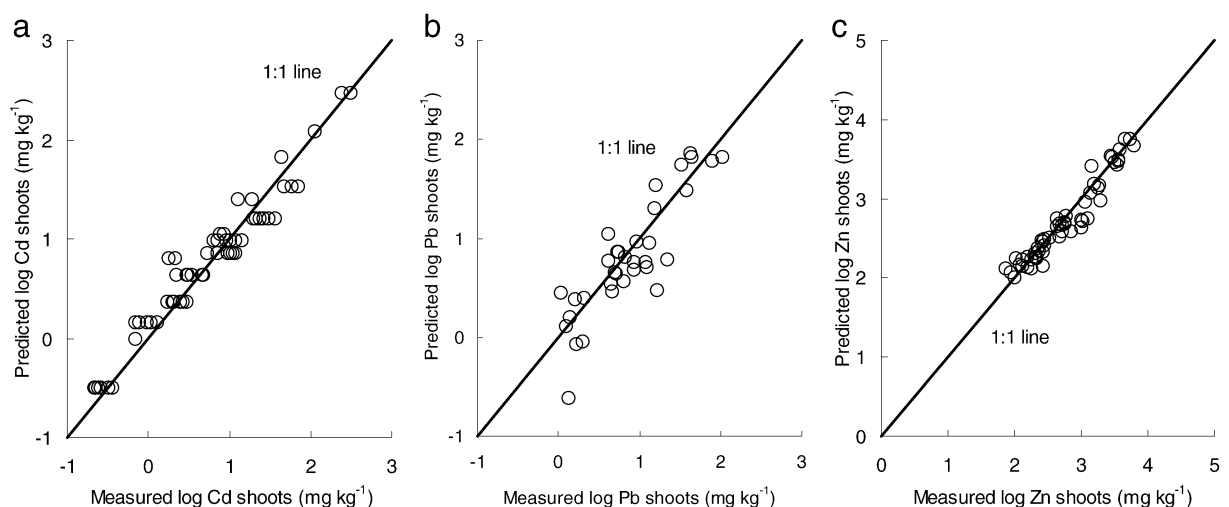 a
3
2
1
0
-1
-1 0 1 2 3
1:1 line
Predicted log Cd shoots (mg kg⁻¹)
Measured log Cd shoots (mg kg⁻¹)
b
3
2
1
0
-1
-1 0 1 2 3
1:1 line
Predicted log Pb shoots (mg kg⁻¹)
Measured log Pb shoots (mg kg⁻¹)
c
5
4
3
2
1
0
0 1 2 3 4 5
1:1 line
Predicted log Zn shoots (mg kg⁻¹)
Measured log Zn shoots (mg kg⁻¹)